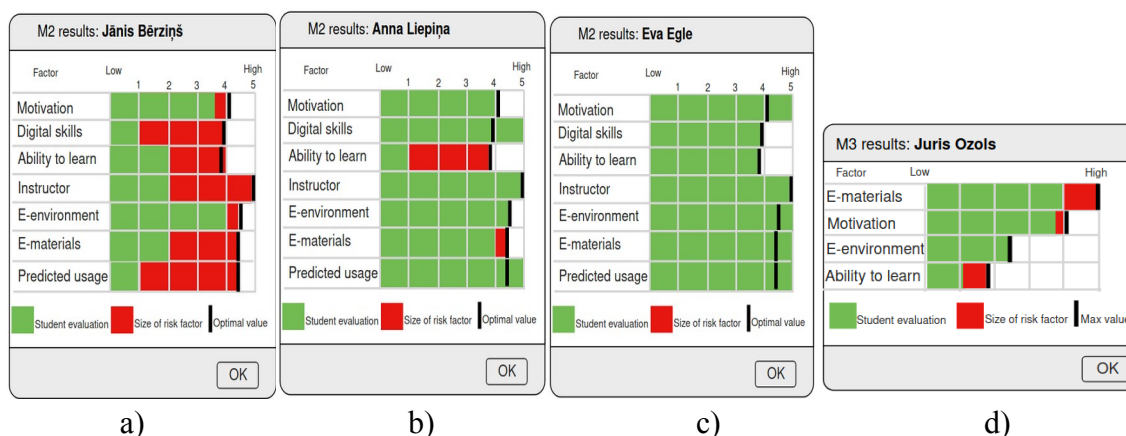 M2 results: Jānis Bērziņš
Factor Low High
1 2 3 4 5
Motivation
Digital skills
Ability to learn
Instructor
E-environment
E-materials
Predicted usage
Student evaluation Size of risk factor Optimal value
OK
a)
M2 results: Anna Liepiņa
Factor Low High
1 2 3 4 5
Motivation
Digital skills
Ability to learn
Instructor
E-environment
E-materials
Predicted usage
Student evaluation Size of risk factor Optimal value
OK
b)
M2 results: Eva Egle
Factor Low High
1 2 3 4 5
Motivation
Digital skills
Ability to learn
Instructor
E-environment
E-materials
Predicted usage
Student evaluation Size of risk factor Optimal value
OK
c)
M3 results: Juris Ozols
Factor Low High
E-materials
Motivation
E-environment
Ability to learn
Student evaluation Size of risk factor Max value
OK
d)